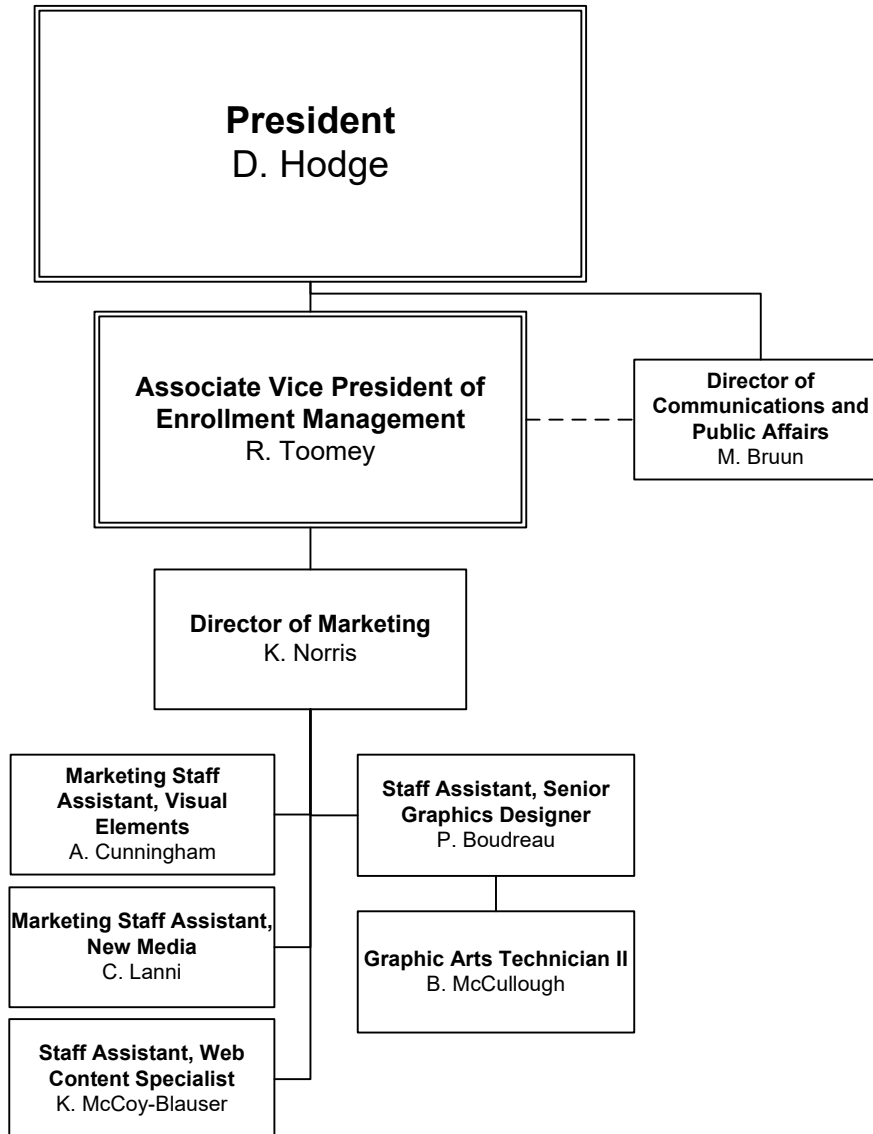 President
D. Hodge
Associate Vice President of
Enrollment Management
R. Toomey
Director of
Communications and
Public Affairs
M. Bruun
Director of Marketing
K. Norris
Marketing Staff
Assistant, Visual
Elements
A. Cunningham
Staff Assistant, Senior
Graphics Designer
P. Boudreau
Marketing Staff Assistant,
New Media
C. Lanni
Graphic Arts Technician II
B. McCullough
Staff Assistant, Web
Content Specialist
K. McCoy-Blauser